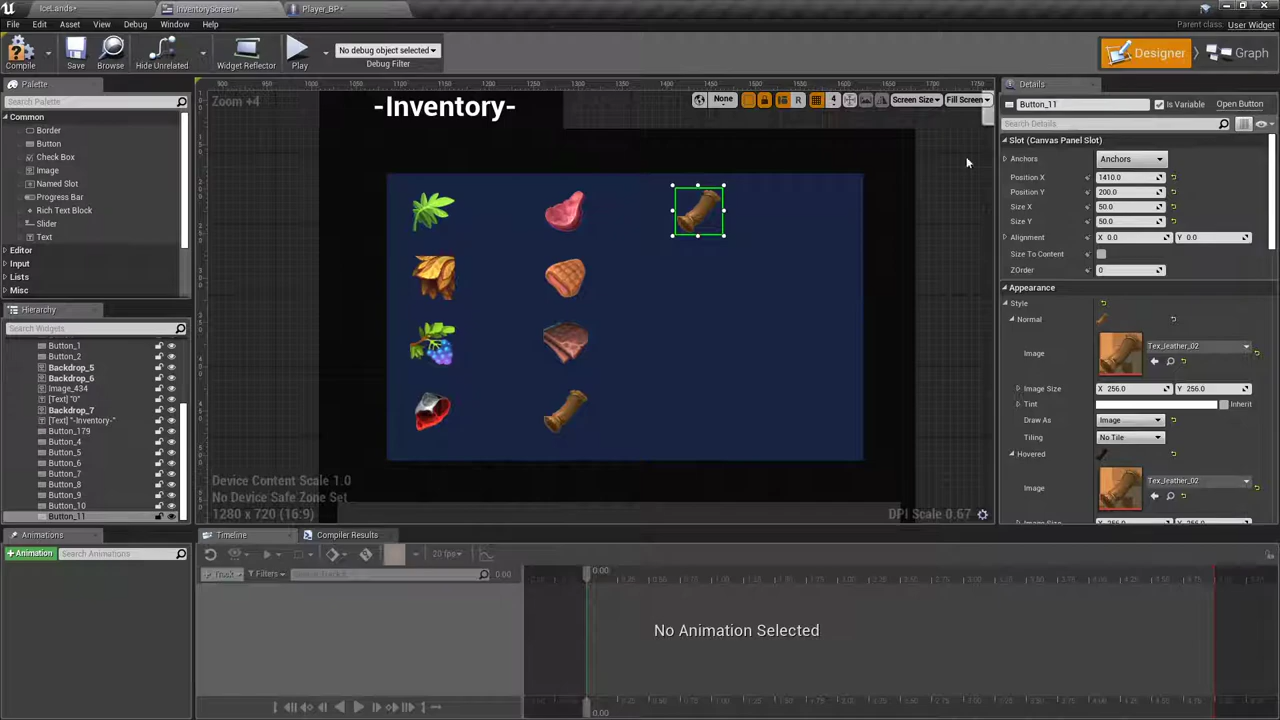 IceLands*
InventoryScreen*
Player_BP*
File Edit Asset View Debug Window Help
Parent class: User Widget
Compile Save Browse Hide Unrelated Widget Reflector Play
No debug object selected
Debug Filter
Designer
Graph
Palette
Search Palette
Common
Border
Button
Check Box
Image
Named Slot
Progress Bar
Rich Text Block
Slider
Text
Editor
Input
Lists
Misc
Hierarchy
Search Widgets
Button_1
Button_2
Backdrop_5
Backdrop_6
Image_434
[Text] "0"
Backdrop_7
[Text] "-Inventory-"
Button_179
Button_4
Button_5
Button_6
Button_7
Button_8
Button_9
Button_10
Button_11
Zoom +4
-Inventory-
None
R
4
Screen Size
Fill Screen
Device Content Scale 1.0
No Device Safe Zone Set
1280 x 720 (16:9)
DPI Scale 0.67
Details
Button_11
Is Variable
Open Button
Search Details
Slot (Canvas Panel Slot)
Anchors Anchors
Position X 1410.0
Position Y 200.0
Size X 50.0
Size Y 50.0
Alignment X 0.0 Y 0.0
Size To Content
ZOrder 0
Appearance
Style
Normal
Image Tex_leather_02
Image Size X 256.0 Y 256.0
Tint Inherit
Draw As Image
Tiling No Tile
Hovered
Image Tex_leather_02
Animations
+Animation Search Animations
Timeline
Compiler Results
20 fps
Track
Filters
0:00
0:00
No Animation Selected
0:00